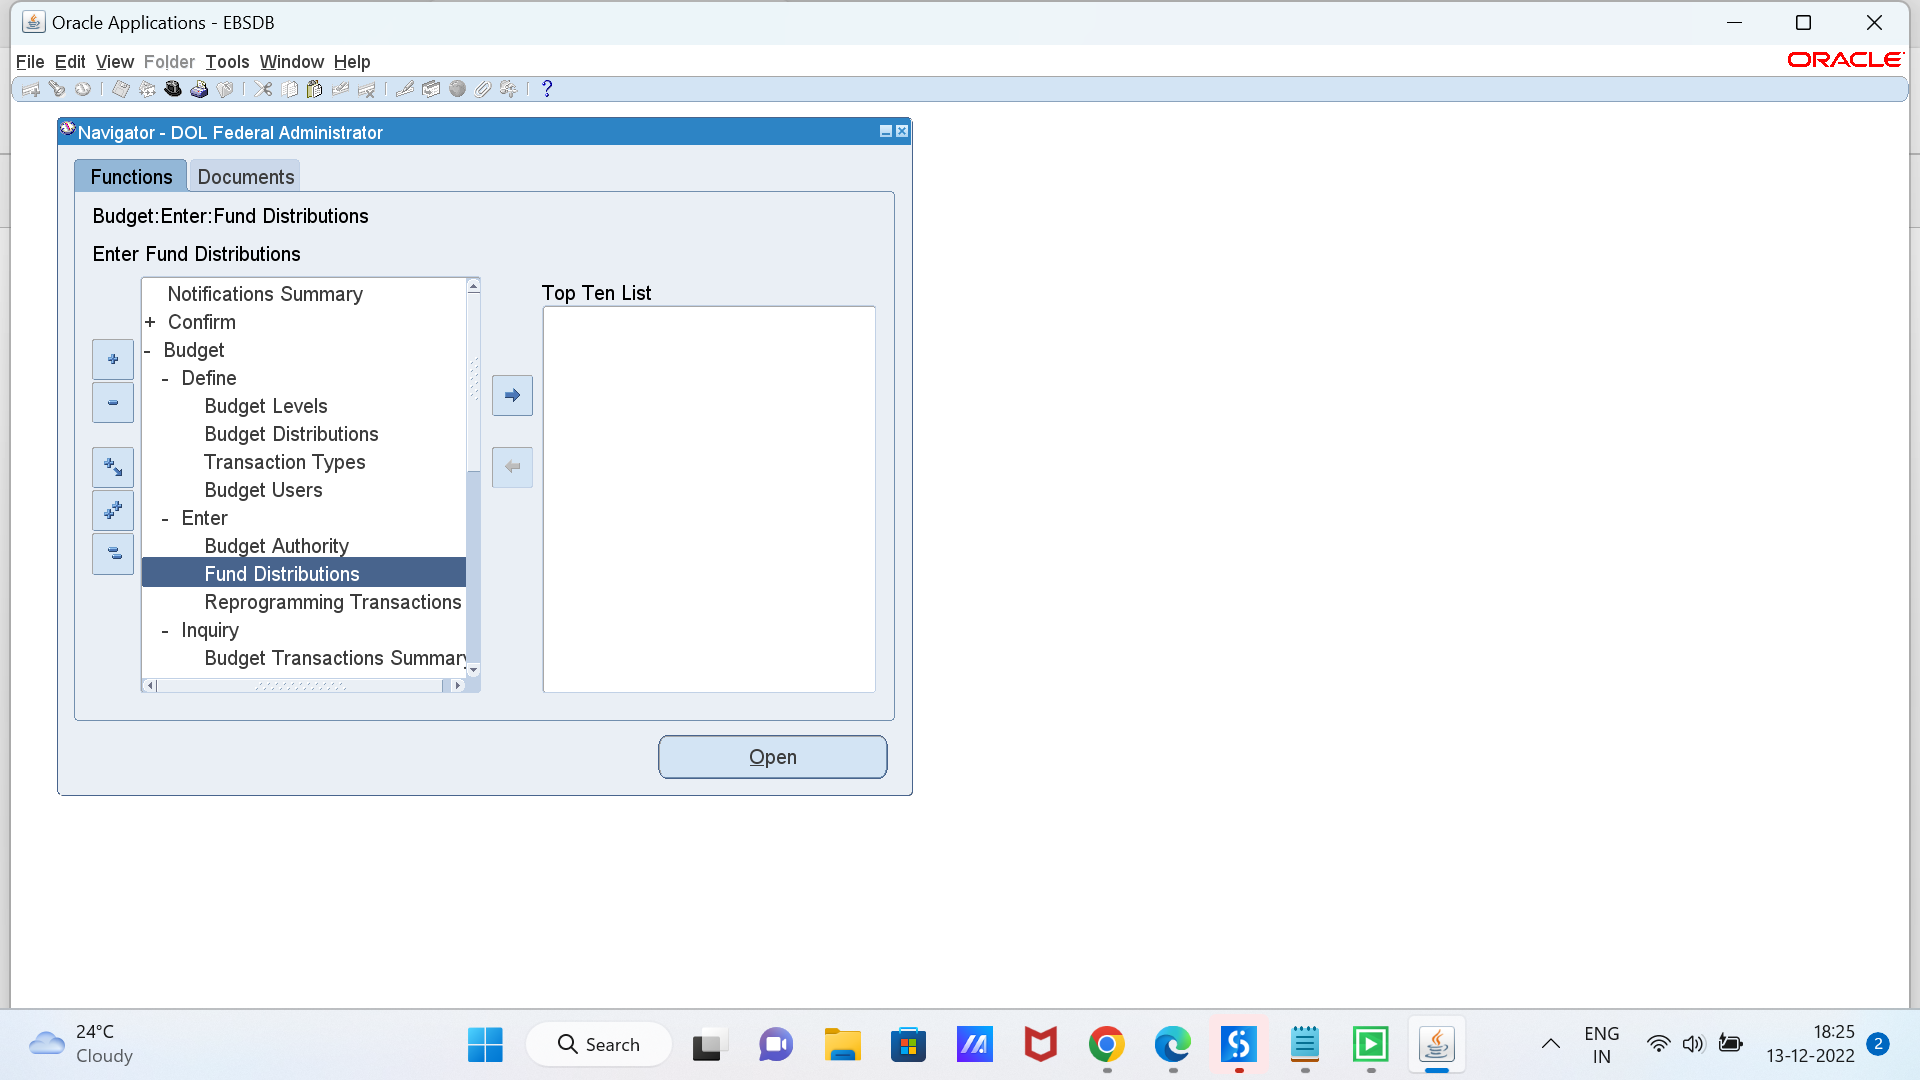 Oracle Applications - EBSDB
File Edit View Folder Tools Window Help
ORACLE
?
Navigator - DOL Federal Administrator
Functions Documents
Budget:Enter:Fund Distributions
Enter Fund Distributions
Notifications Summary
+ Confirm
- Budget
- Define
Budget Levels
Budget Distributions
Transaction Types
Budget Users
- Enter
Budget Authority
Fund Distributions
Reprogramming Transactions
- Inquiry
Budget Transactions Summary
Top Ten List
Open
24°C
Cloudy
Search
ENG
IN
18:25
13-12-2022
2